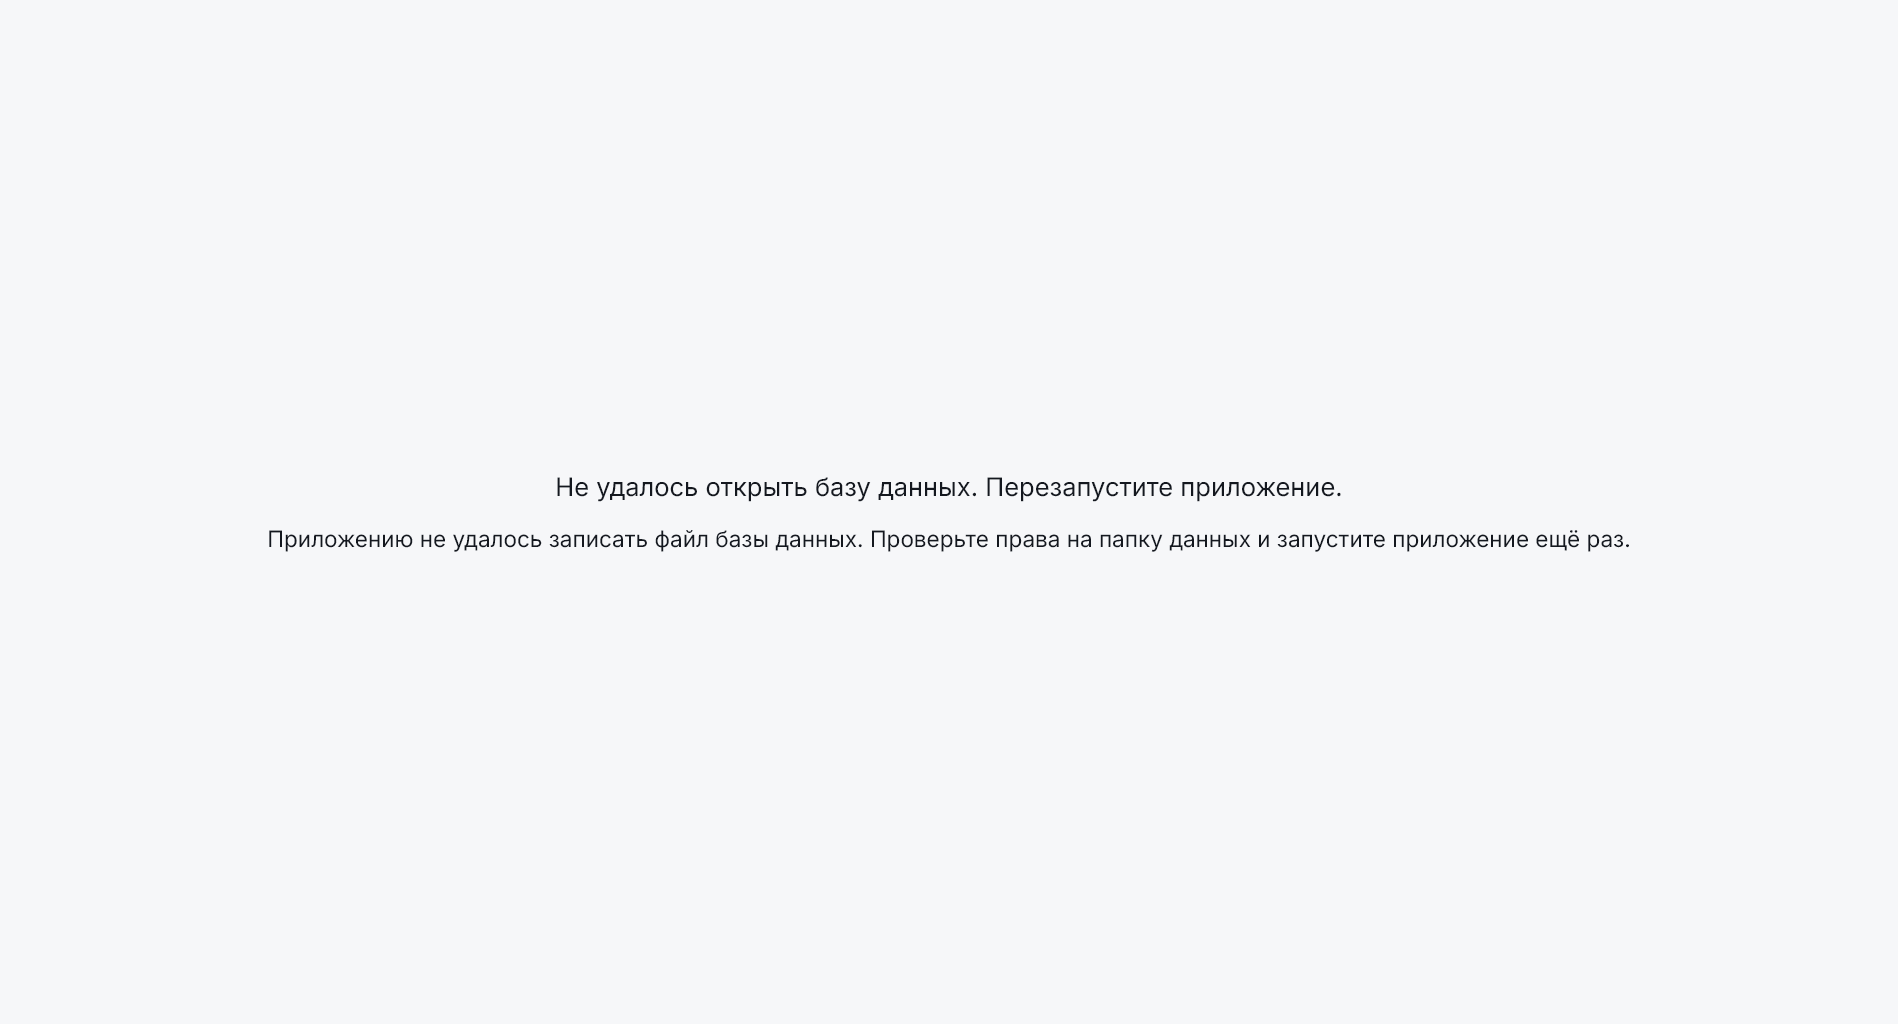 Не удалось открыть базу данных. Перезапустите приложение.
Приложению не удалось записать файл базы данных. Проверьте права на папку данных и запустите приложение ещё раз.